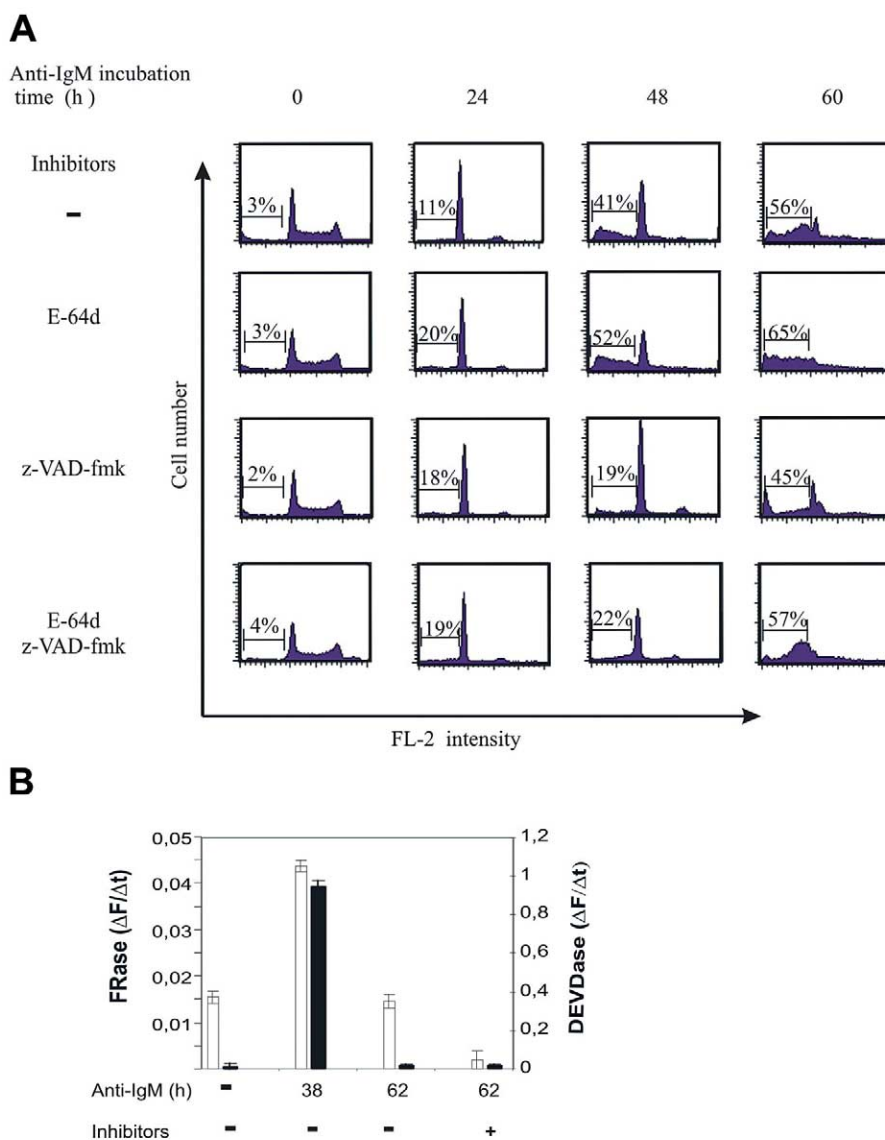 A
Anti-IgM incubation
time (h )
0 24 48 60
Inhibitors
-
3% 11% 41% 56%
E-64d
3% 20% 52% 65%
z-VAD-fmk
2% 18% 19% 45%
E-64d
z-VAD-fmk
4% 19% 22% 57%
Cell number
FL-2 intensity
B
FRase (ΔF/Δt)
0,05
0,04
0,03
0,02
0,01
DEVDase (ΔF/Δt)
1,2
1
0,8
0,6
0,4
0,2
0
Anti-IgM (h) - 38 62 62
Inhibitors - - - +